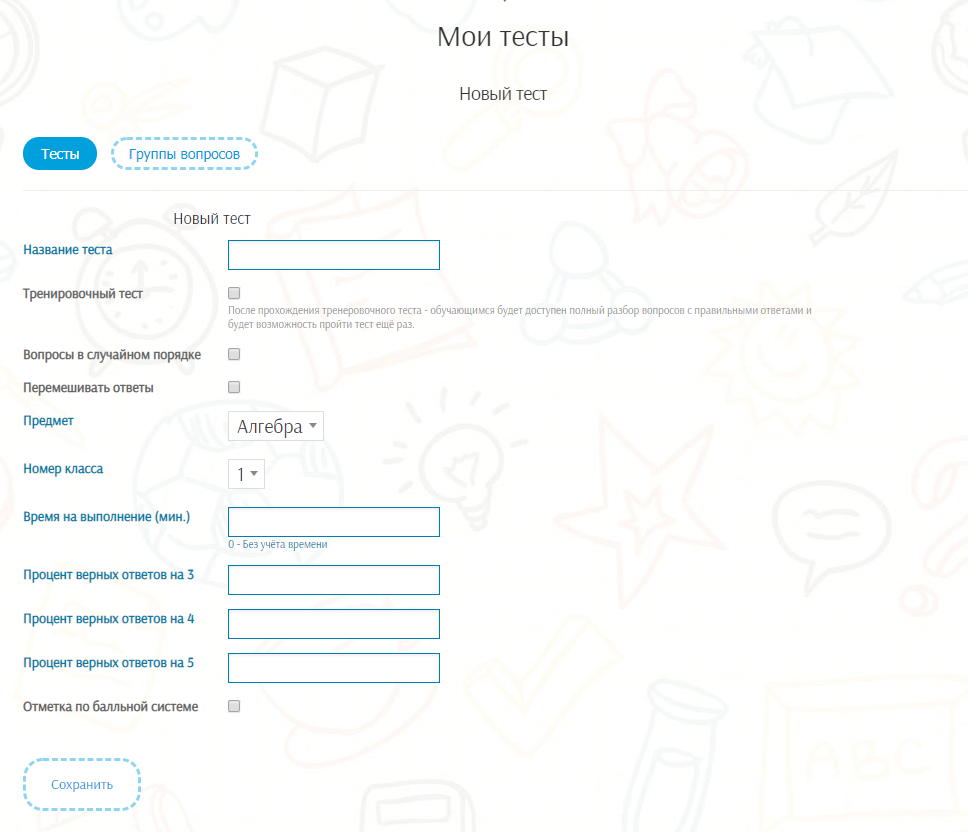 Мои тесты
Новый тест
Тесты
Группы вопросов
Новый тест
Название теста
Тренировочный тест
После прохождения тренеровочного теста - обучающимся будет доступен полный разбор вопросов с правильными ответами и
будет возможность пройти тест ещё раз.
Вопросы в случайном порядке
Перемешивать ответы
Предмет
Алгебра
Номер класса
1
Время на выполнение (мин.)
0 - Без учёта времени
Процент верных ответов на 3
Процент верных ответов на 4
Процент верных ответов на 5
Отметка по балльной системе
Сохранить
ABC